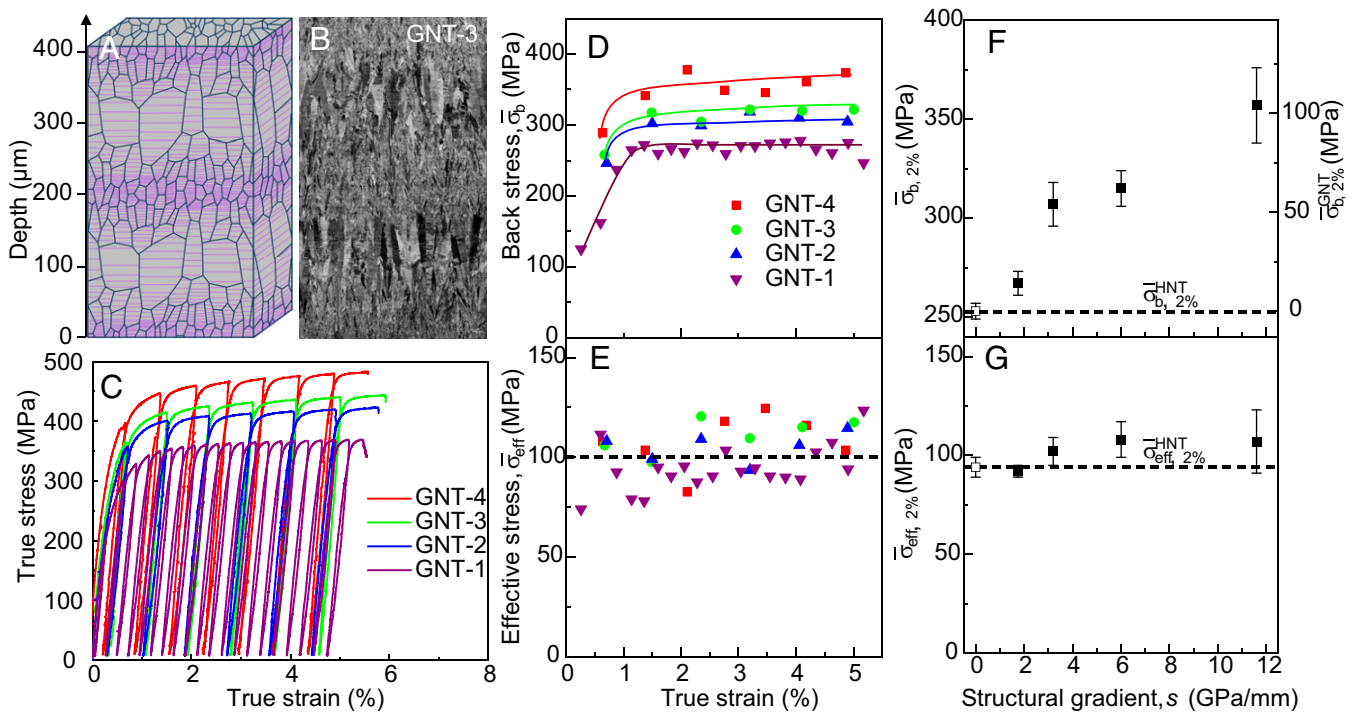 A
Depth (μm)
400
300
200
100
0
B
GNT-3
C
True stress (MPa)
500
400
300
200
100
0
GNT-4
GNT-3
GNT-2
GNT-1
0 2 4 6 8
True strain (%)
D
Back stress, σ̅b (MPa)
400
350
300
250
200
150
100
GNT-4
GNT-3
GNT-2
GNT-1
E
Effective stress, σ̅eff (MPa)
150
100
50
0
0 1 2 3 4 5
True strain (%)
F
σ̅b, 2% (MPa)
400
350
300
250
σ̅b, 2%HNT
100
50
0
σ̅b, 2%GNT (MPa)
G
σ̅eff, 2% (MPa)
150
100
50
0
σ̅eff, 2%HNT
0 2 4 6 8 10 12
Structural gradient, s (GPa/mm)